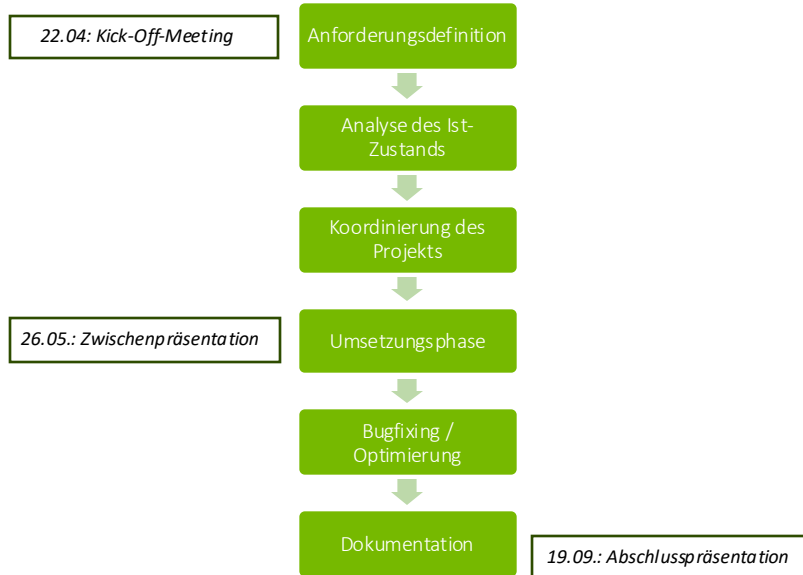 22.04: Kick-Off-Meeting
Anforderungsdefinition
Analyse des Ist-
Zustands
Koordinierung des
Projekts
26.05.: Zwischenpräsentation
Umsetzungsphase
Bugfixing /
Optimierung
Dokumentation
19.09.: Abschlusspräsentation